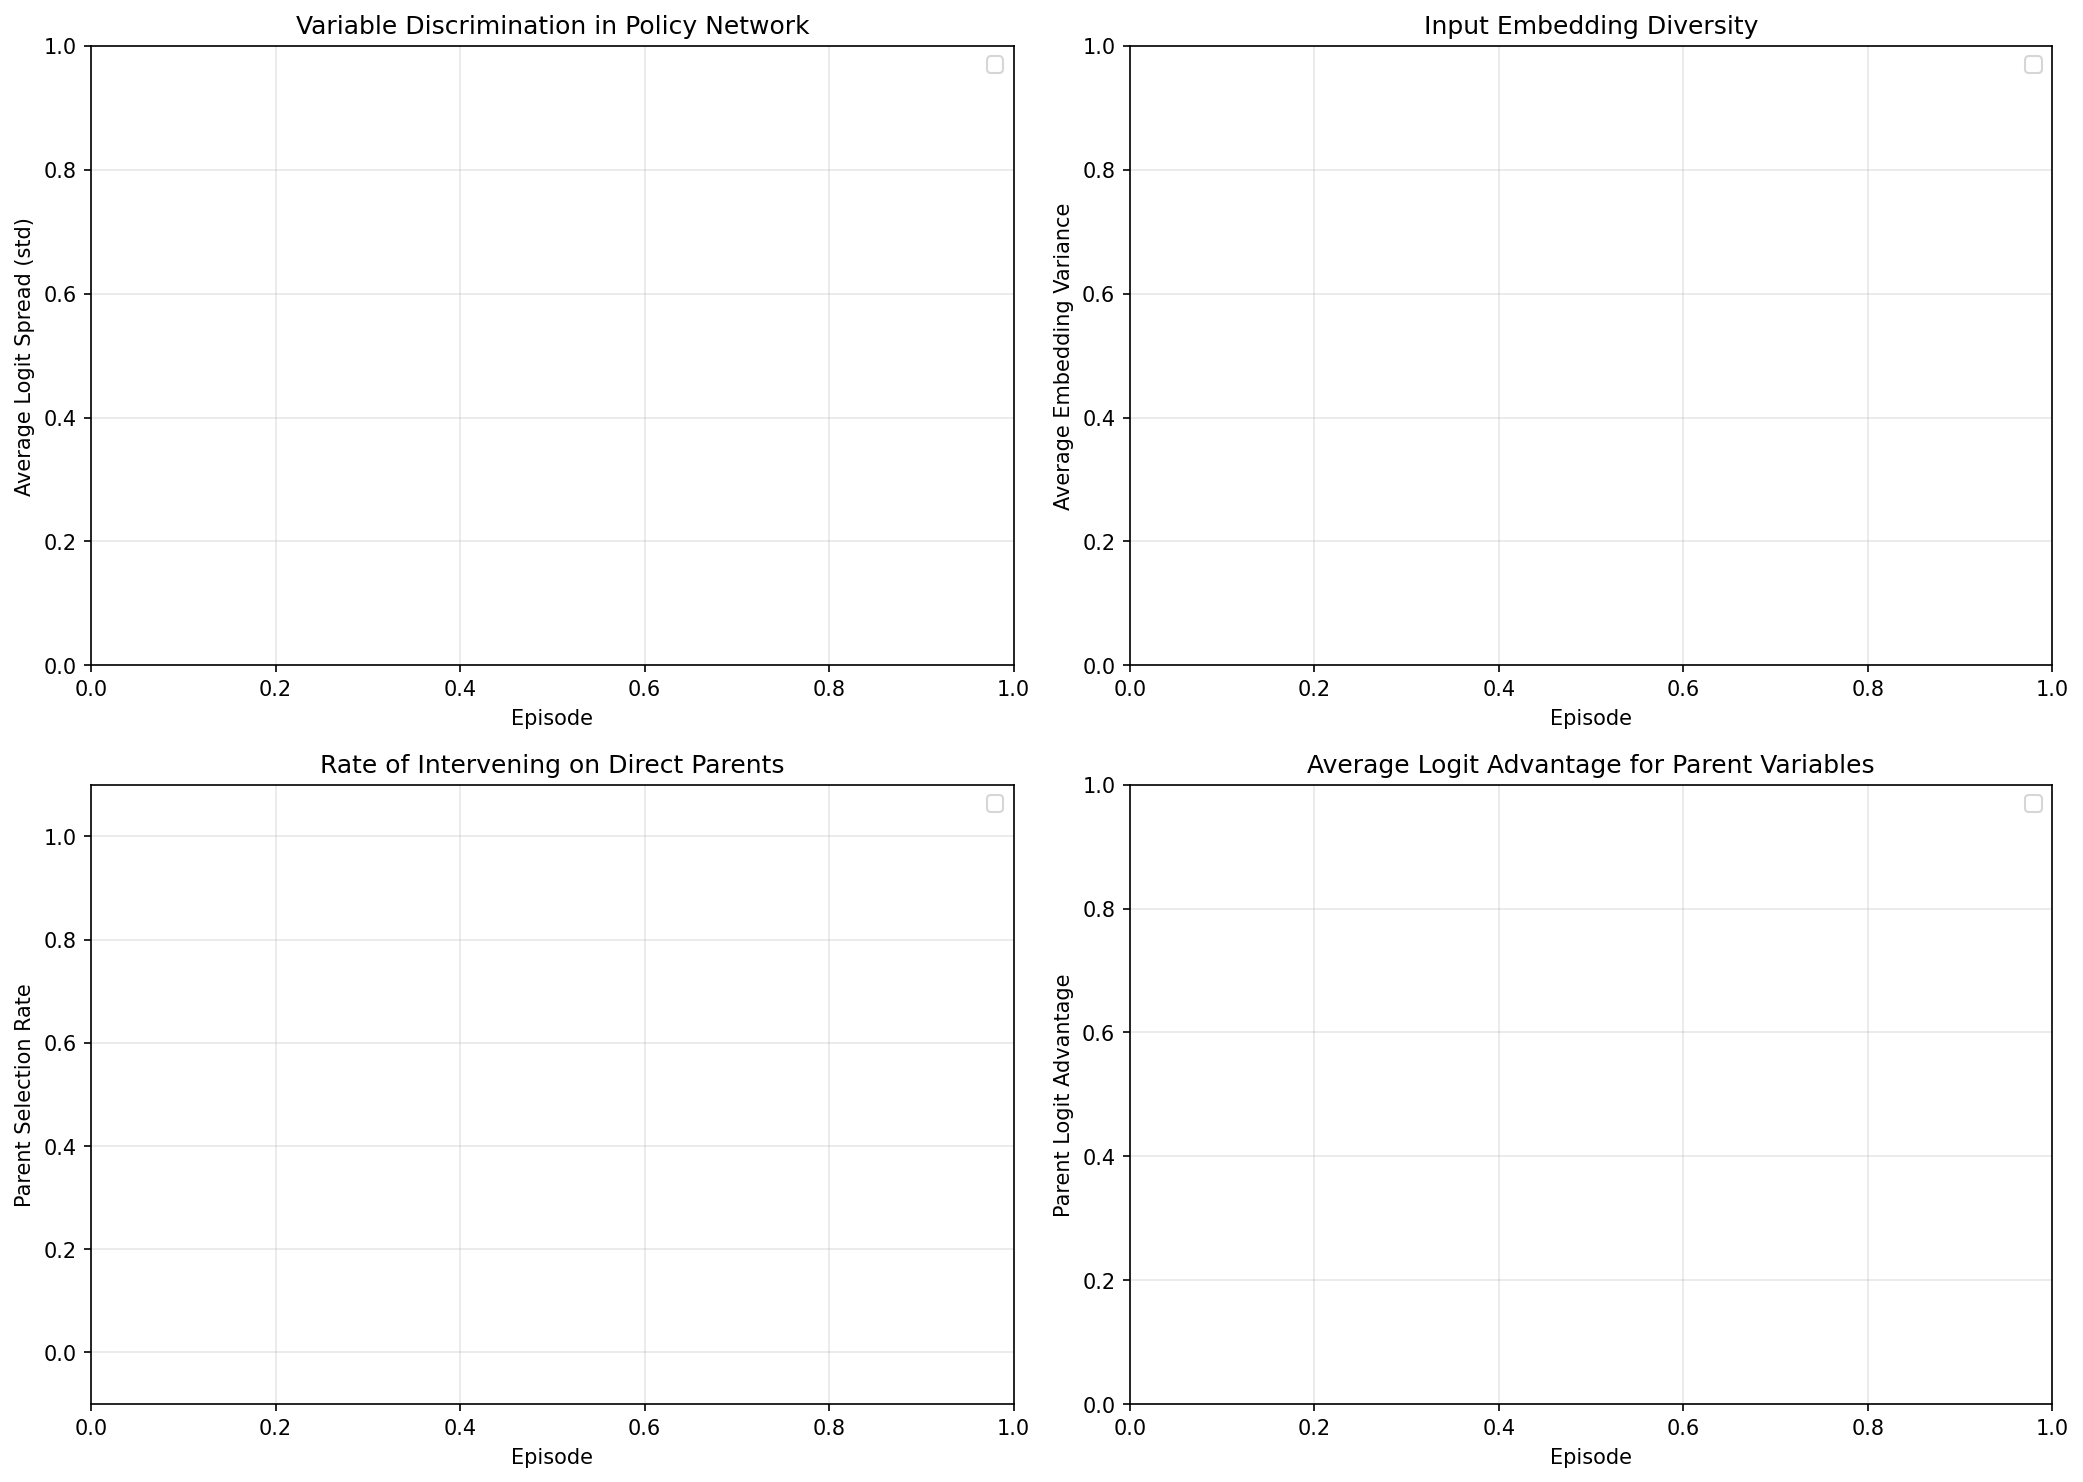 Variable Discrimination in Policy Network
Average Logit Spread (std)
1.0
0.8
0.6
0.4
0.2
0.0
0.0 0.2 0.4 0.6 0.8 1.0
Episode
Input Embedding Diversity
Average Embedding Variance
1.0
0.8
0.6
0.4
0.2
0.0
0.0 0.2 0.4 0.6 0.8 1.0
Episode
Rate of Intervening on Direct Parents
Parent Selection Rate
1.0
0.8
0.6
0.4
0.2
0.0
0.0 0.2 0.4 0.6 0.8 1.0
Episode
Average Logit Advantage for Parent Variables
Parent Logit Advantage
1.0
0.8
0.6
0.4
0.2
0.0
0.0 0.2 0.4 0.6 0.8 1.0
Episode